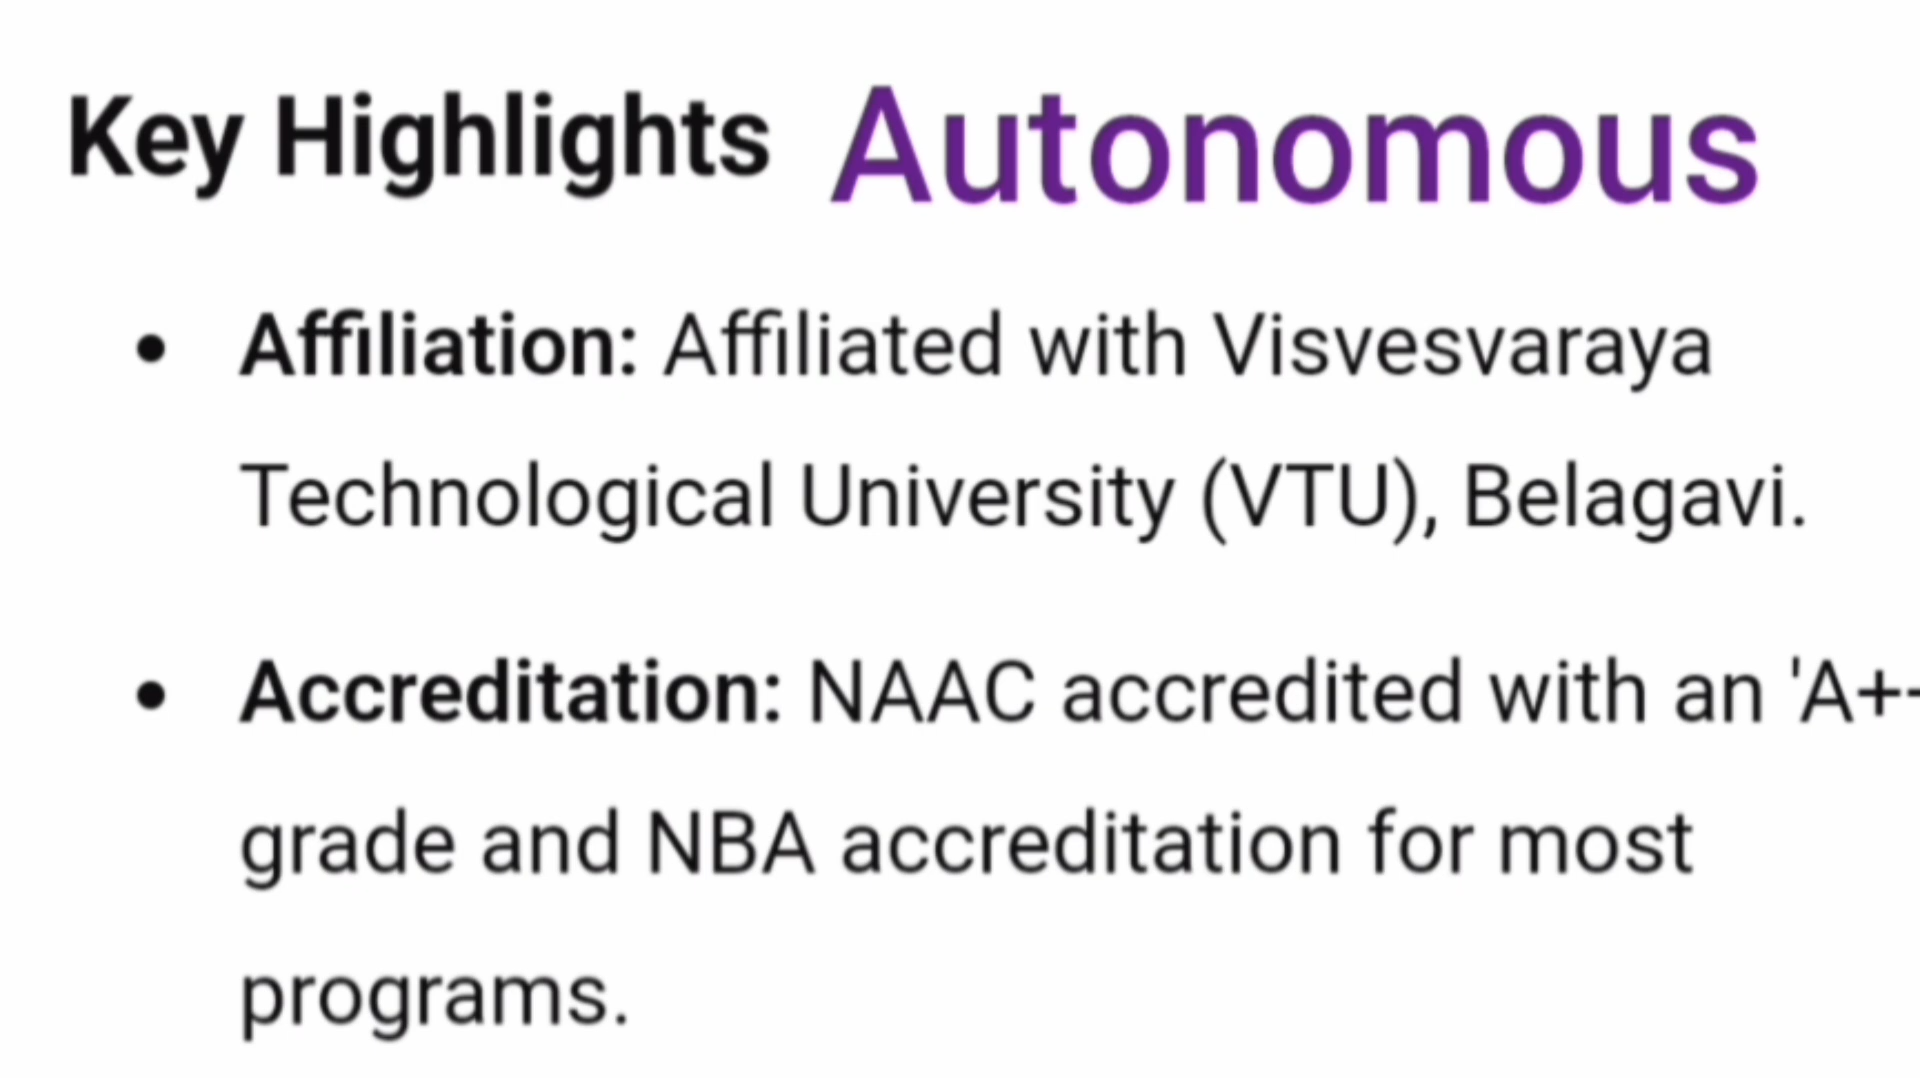 Key Highlights Autonomous
• Affiliation: Affiliated with Visvesvaraya
Technological University (VTU), Belagavi.
• Accreditation: NAAC accredited with an 'A+
grade and NBA accreditation for most
programs.